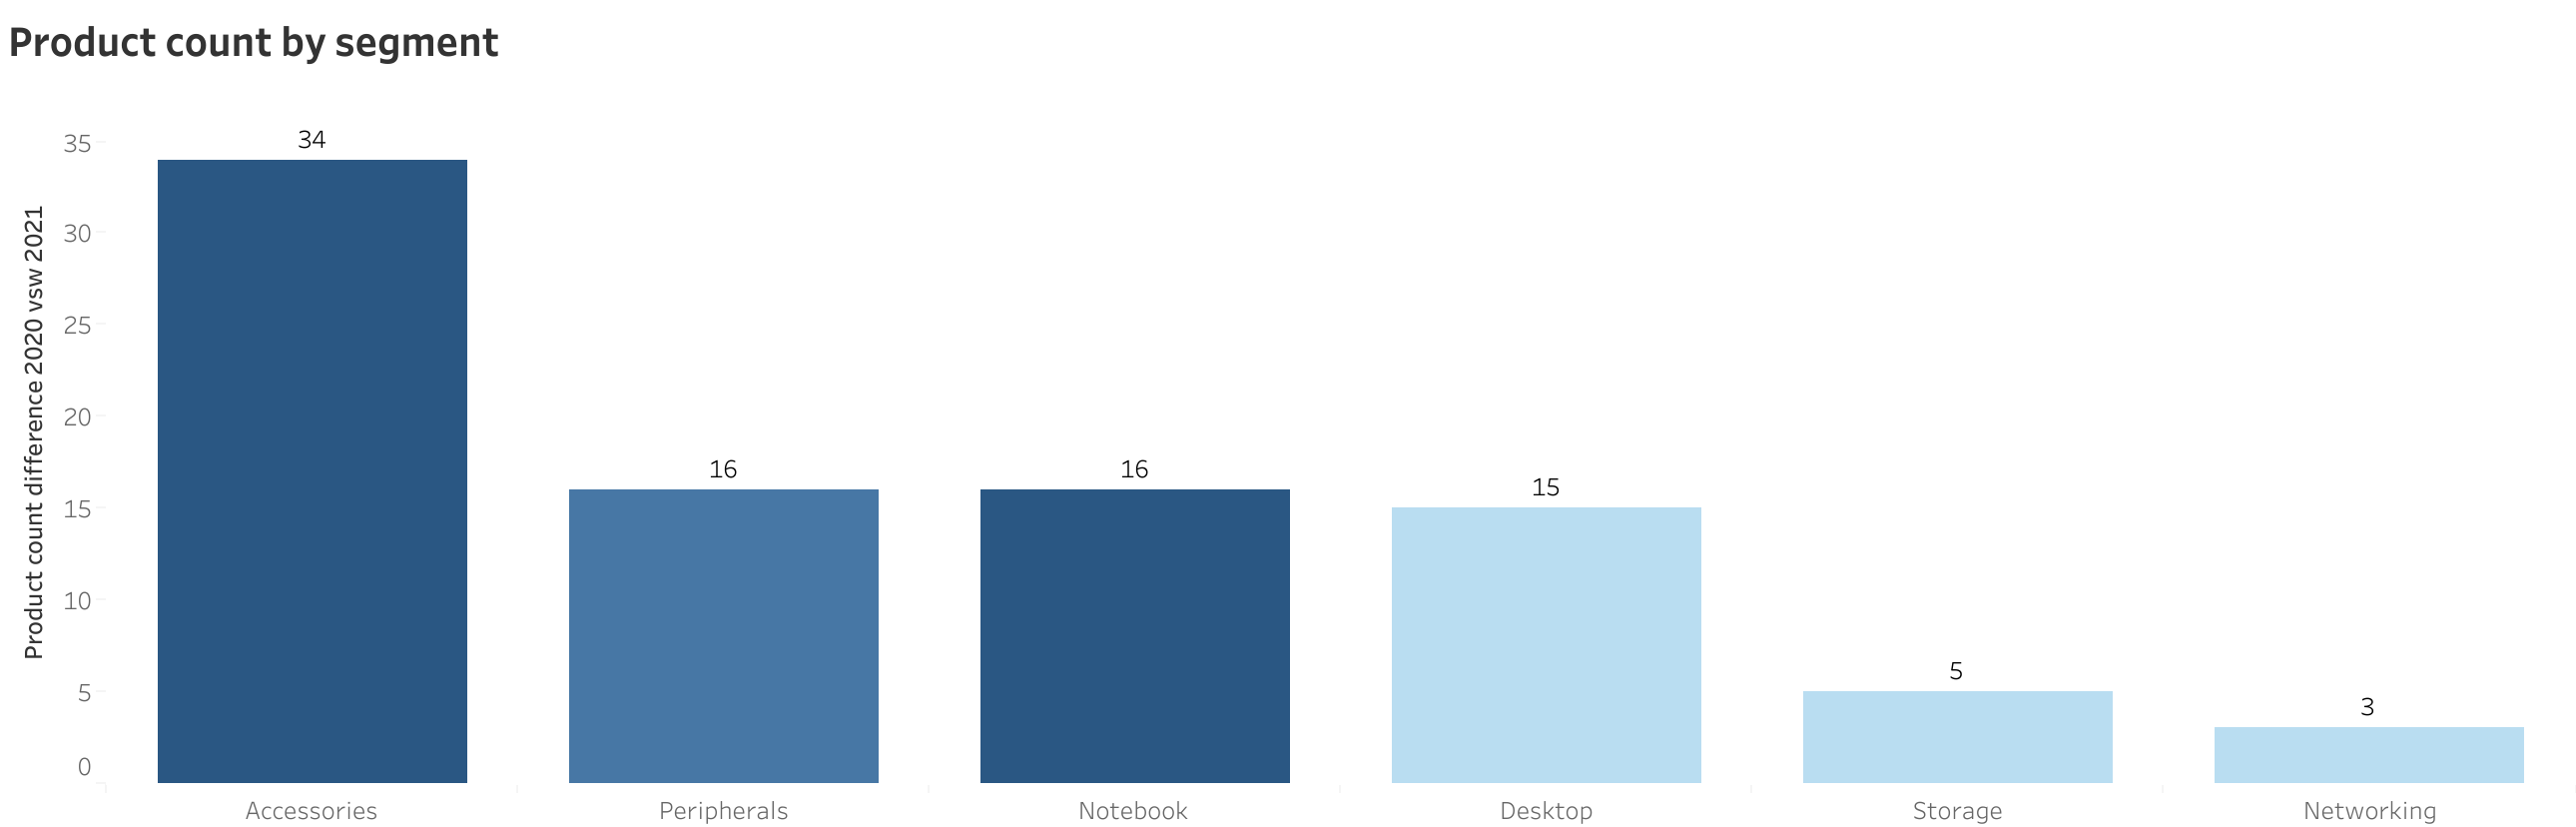 Product count by segment
Product count difference 2020 vsw 2021
35
30
25
20
15
10
5
0
34
16
16
15
5
3
Accessories
Peripherals
Notebook
Desktop
Storage
Networking